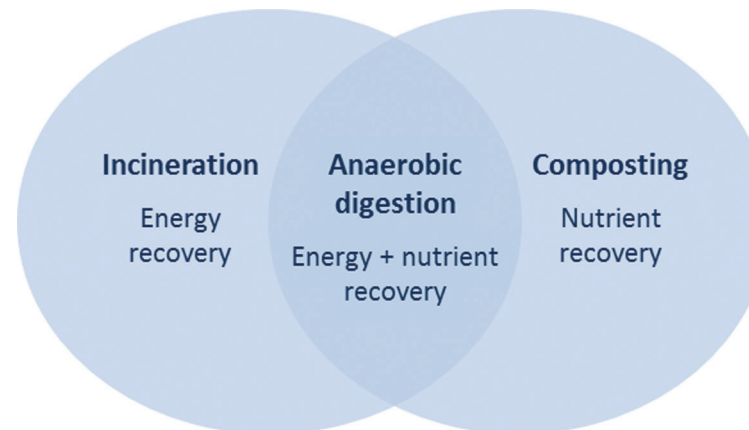 Incineration
Energy
recovery
Anaerobic
digestion
Energy + nutrient
recovery
Composting
Nutrient
recovery